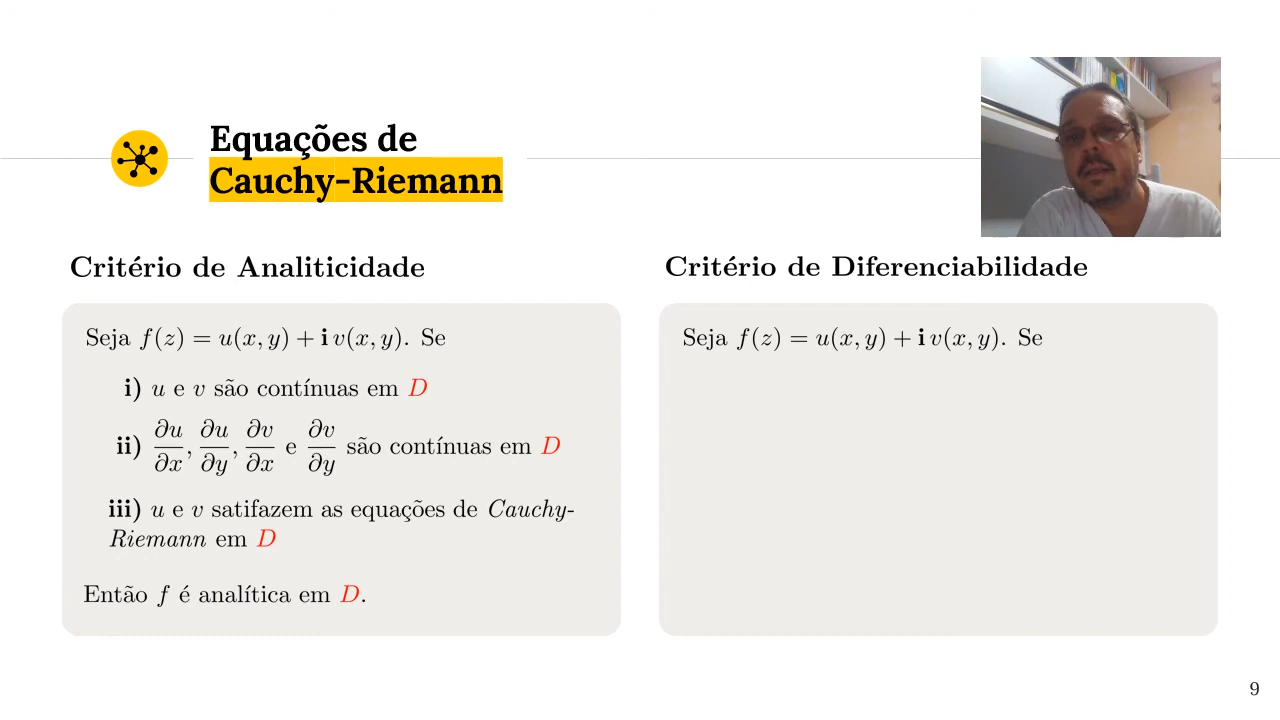 Equações de
Cauchy-Riemann
Critério de Analiticidade
Seja f(z) = u(x, y) + i v(x, y). Se
i) u e v são contínuas em D
ii) ∂u/∂x, ∂u/∂y, ∂v/∂x e ∂v/∂y são contínuas em D
iii) u e v satifazem as equações de Cauchy-
Riemann em D
Então f é analítica em D.
Critério de Diferenciabilidade
Seja f(z) = u(x, y) + i v(x, y). Se
9